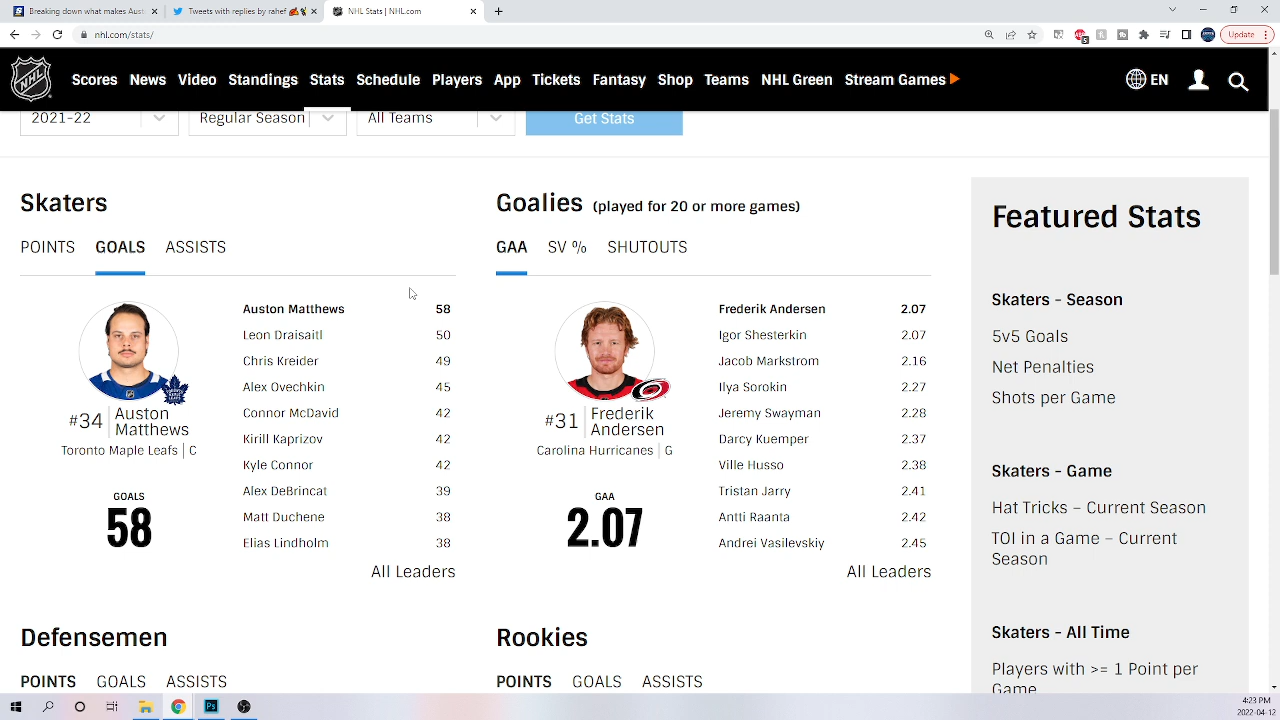 Breaking down what makes Aust
Tweets with replies by rahef
NHL Stats | NHL.com
nhl.com/stats/
5
Update
NHL
Scores News Video Standings Stats Schedule Players App Tickets Fantasy Shop Teams NHL Green Stream Games
EN
2021-22 Regular Season All Teams Get Stats
Skaters
POINTS GOALS ASSISTS
#34 Auston Matthews
Toronto Maple Leafs | C
GOALS
58
Auston Matthews 58
Leon Draisaitl 50
Chris Kreider 49
Alex Ovechkin 45
Connor McDavid 42
Kirill Kaprizov 42
Kyle Connor 42
Alex DeBrincat 39
Matt Duchene 38
Elias Lindholm 38
All Leaders
Goalies (played for 20 or more games)
GAA SV % SHUTOUTS
#31 Frederik Andersen
Carolina Hurricanes | G
GAA
2.07
Frederik Andersen 2.07
Igor Shesterkin 2.07
Jacob Markstrom 2.16
Ilya Sorokin 2.27
Jeremy Swayman 2.28
Darcy Kuemper 2.37
Ville Husso 2.38
Tristan Jarry 2.41
Antti Raanta 2.42
Andrei Vasilevskiy 2.45
All Leaders
Featured Stats
Skaters - Season
5v5 Goals
Net Penalties
Shots per Game
Skaters - Game
Hat Tricks – Current Season
TOI in a Game – Current
Season
Skaters - All Time
Players with >= 1 Point per
Game
Defensemen
POINTS GOALS ASSISTS
Rookies
POINTS GOALS ASSISTS
Ps
4:23 PM
2022-04-12